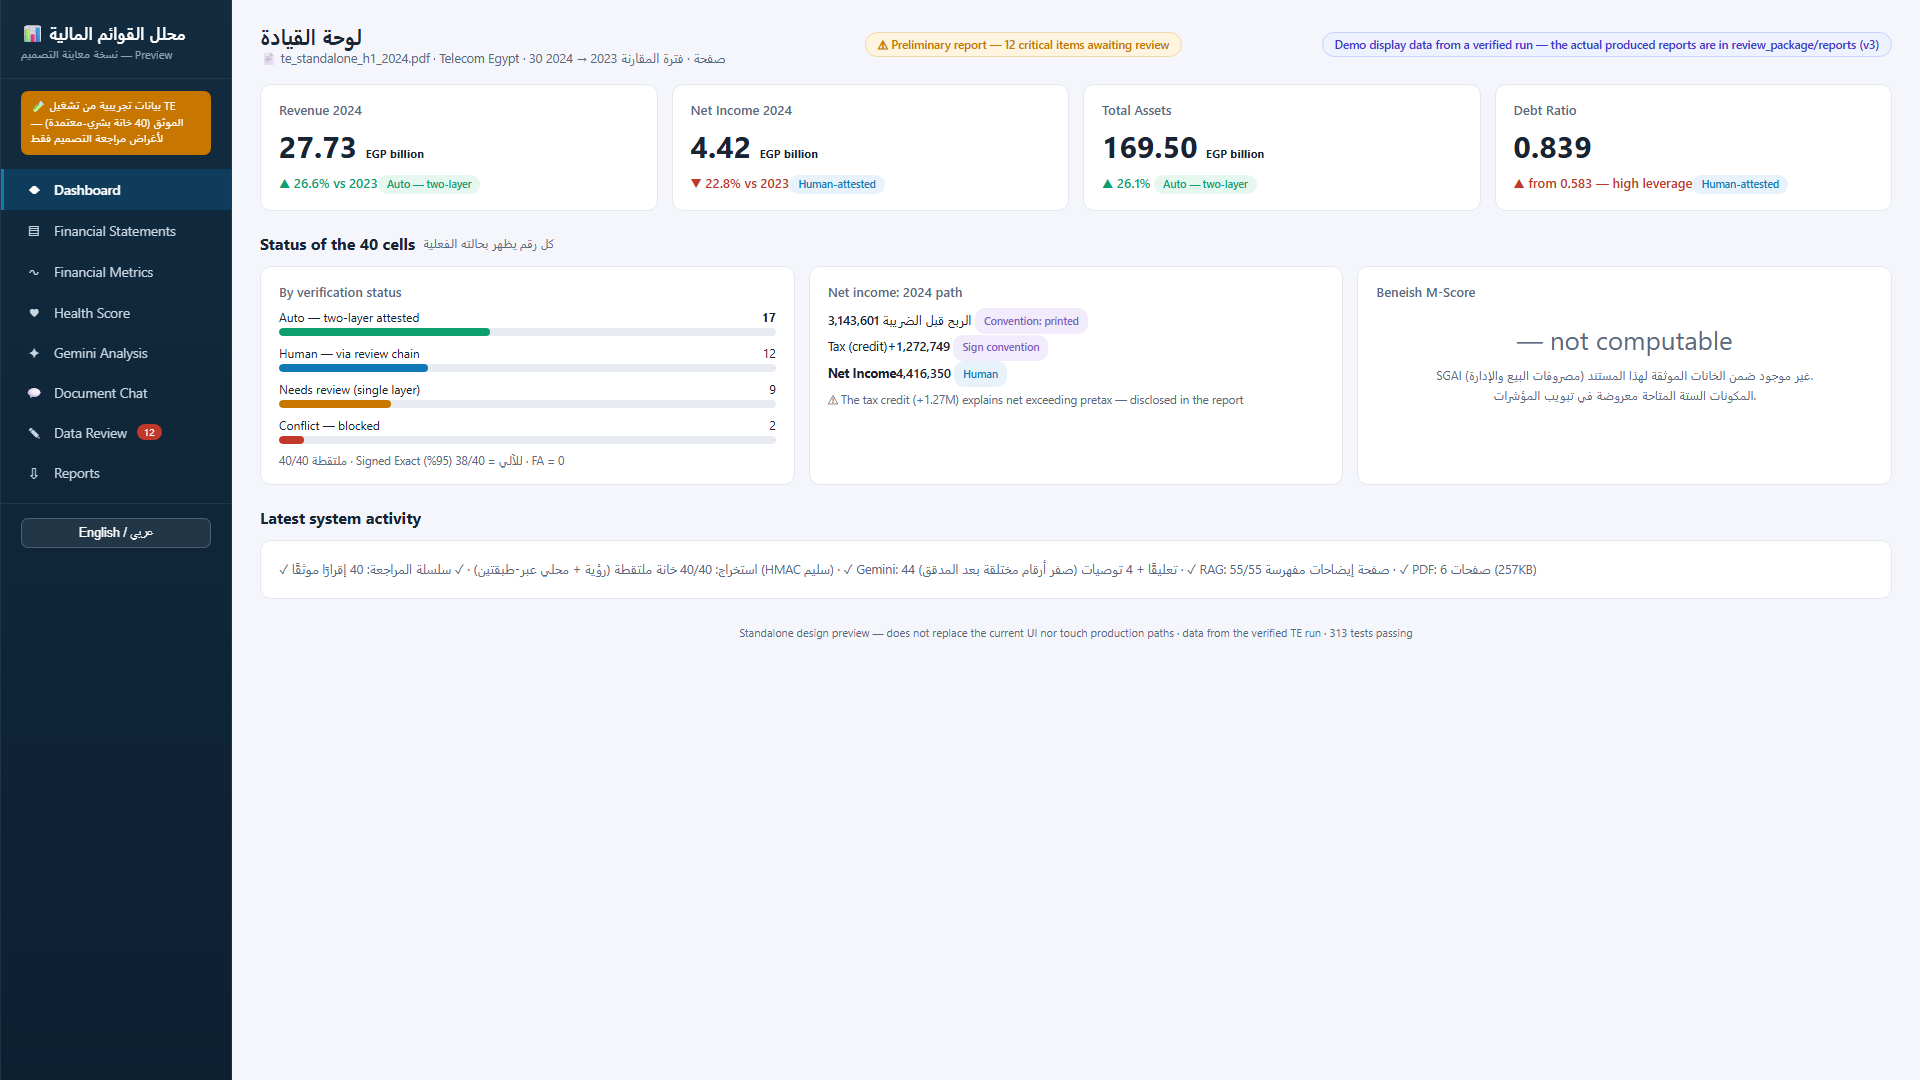 📊 محلل القوائم المالية
نسخة معاينة التصميم — Preview
🧪 بيانات تجريبية من تشغيل TE
الموثق (40 خانة بشري-معتمدة) —
لأغراض مراجعة التصميم فقط
Dashboard
Financial Statements
Financial Metrics
Health Score
Gemini Analysis
Document Chat
Data Review 12
Reports
English / عربي
لوحة القيادة
te_standalone_h1_2024.pdf · Telecom Egypt · 30 صفحة · فترة المقارنة 2023 → 2024
⚠ Preliminary report — 12 critical items awaiting review
Demo display data from a verified run — the actual produced reports are in review_package/reports (v3)
Revenue 2024
27.73 EGP billion
▲ 26.6% vs 2023 Auto — two-layer
Net Income 2024
4.42 EGP billion
▼ 22.8% vs 2023 Human-attested
Total Assets
169.50 EGP billion
▲ 26.1% Auto — two-layer
Debt Ratio
0.839
▲ from 0.583 — high leverage Human-attested
Status of the 40 cells كل رقم يظهر بحالته الفعلية
By verification status
Auto — two-layer attested 17
Human — via review chain 12
Needs review (single layer) 9
Conflict — blocked 2
40/40 ملتقطة · Signed Exact للآلي = 38/40 (95%) · FA = 0
Net income: 2024 path
الربح قبل الضريبة 3,143,601 Convention: printed
Tax (credit)+1,272,749 Sign convention
Net Income4,416,350 Human
⚠ The tax credit (+1.27M) explains net exceeding pretax — disclosed in the report
Beneish M-Score
— not computable
SGAI (مصروفات البيع والإدارة) غير موجود ضمن الخانات الموثقة لهذا المستند.
المكونات الستة المتاحة معروضة في تبويب المؤشرات.
Latest system activity
✓ استخراج: 40/40 خانة ملتقطة (رؤية + محلي عبر-طبقتين) · ✓ سلسلة المراجعة: 40 إقرارًا موثقًا (HMAC سليم) · ✓ Gemini: 44 تعليقًا + 4 توصيات (صفر أرقام مختلقة بعد المدقق) · ✓ RAG: 55/55 صفحة إيضاحات مفهرسة · ✓ PDF: 6 صفحات (257KB)
Standalone design preview — does not replace the current UI nor touch production paths · data from the verified TE run · 313 tests passing